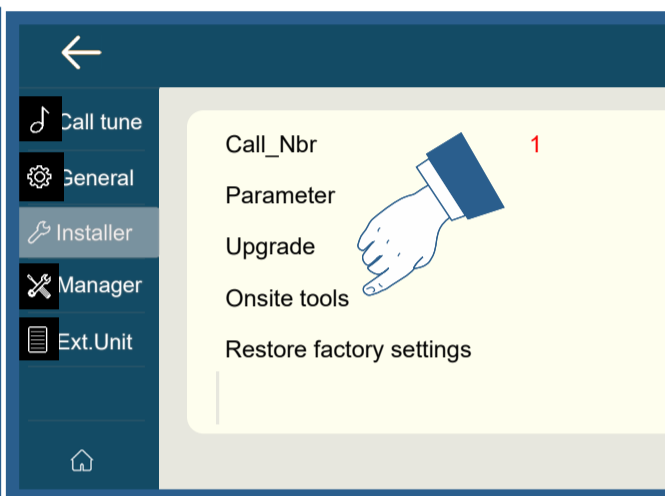 Call tune
General
Installer
Manager
Ext.Unit
Call_Nbr 1
Parameter
Upgrade
Onsite tools
Restore factory settings